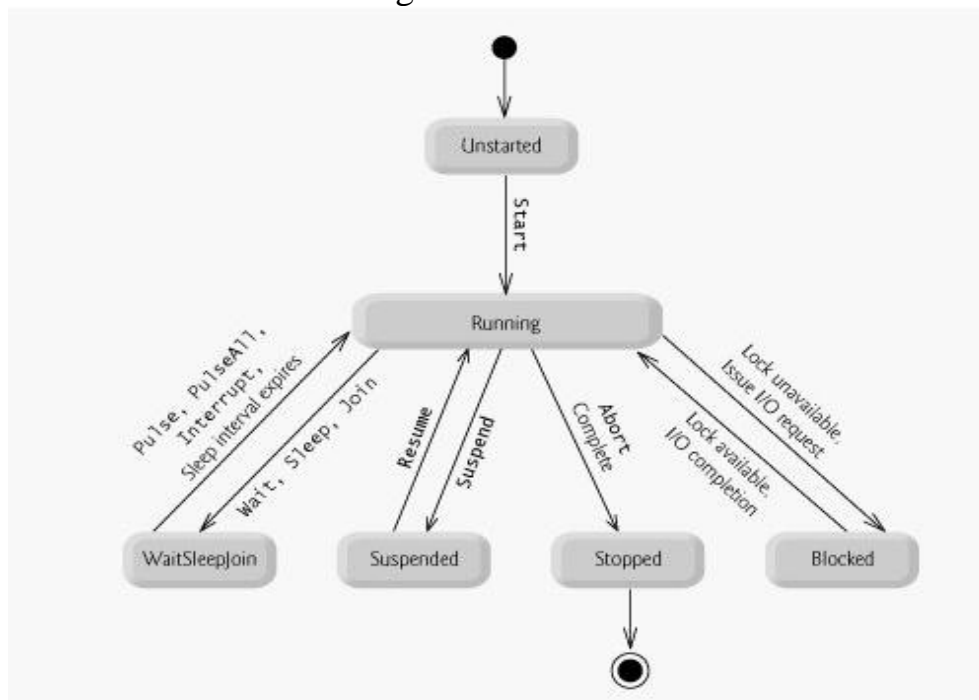 Unstarted
Start
Running
Pulse, PulseAll,
Interrupt,
Sleep interval expires
Wait, Sleep, Join
Resume
Suspend
Abort
Complete
Lock unavailable,
Issue I/O request
Lock available,
I/O completion
WaitSleepJoin
Suspended
Stopped
Blocked